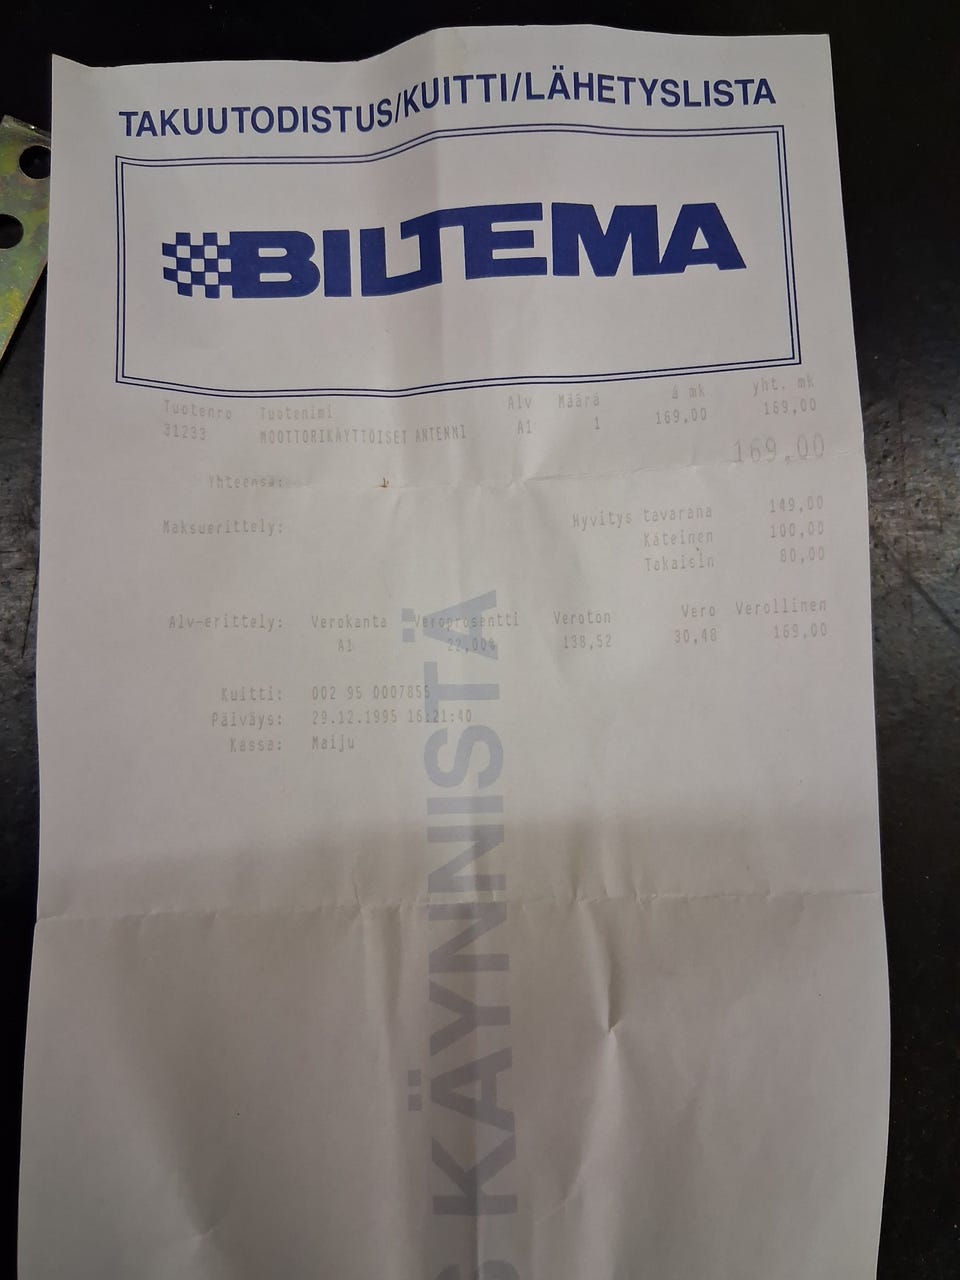 TAKUUTODISTUS/KUITTI/LÄHETYSLISTA
BILTEMA
Tuotenro Tuotenimi Alv Määrä á mk yht. mk
31233 MOOTTORIKÄYTTÖISET ANTENNI A1 1 169,00 169,00
Yhteensä: 169,00
Maksuerittely: Hyvitys tavarana 149,00
Käteinen 100,00
Takaisin 80,00
Alv-erittely: Verokanta Veroprosentti Veroton Vero Verollinen
A1 22,00% 138,52 30,48 169,00
Kuitti: 002 95 0007855
Päiväys: 29.12.1995 16:21:40
Kassa: Maiju
KÄYNNISTÄ